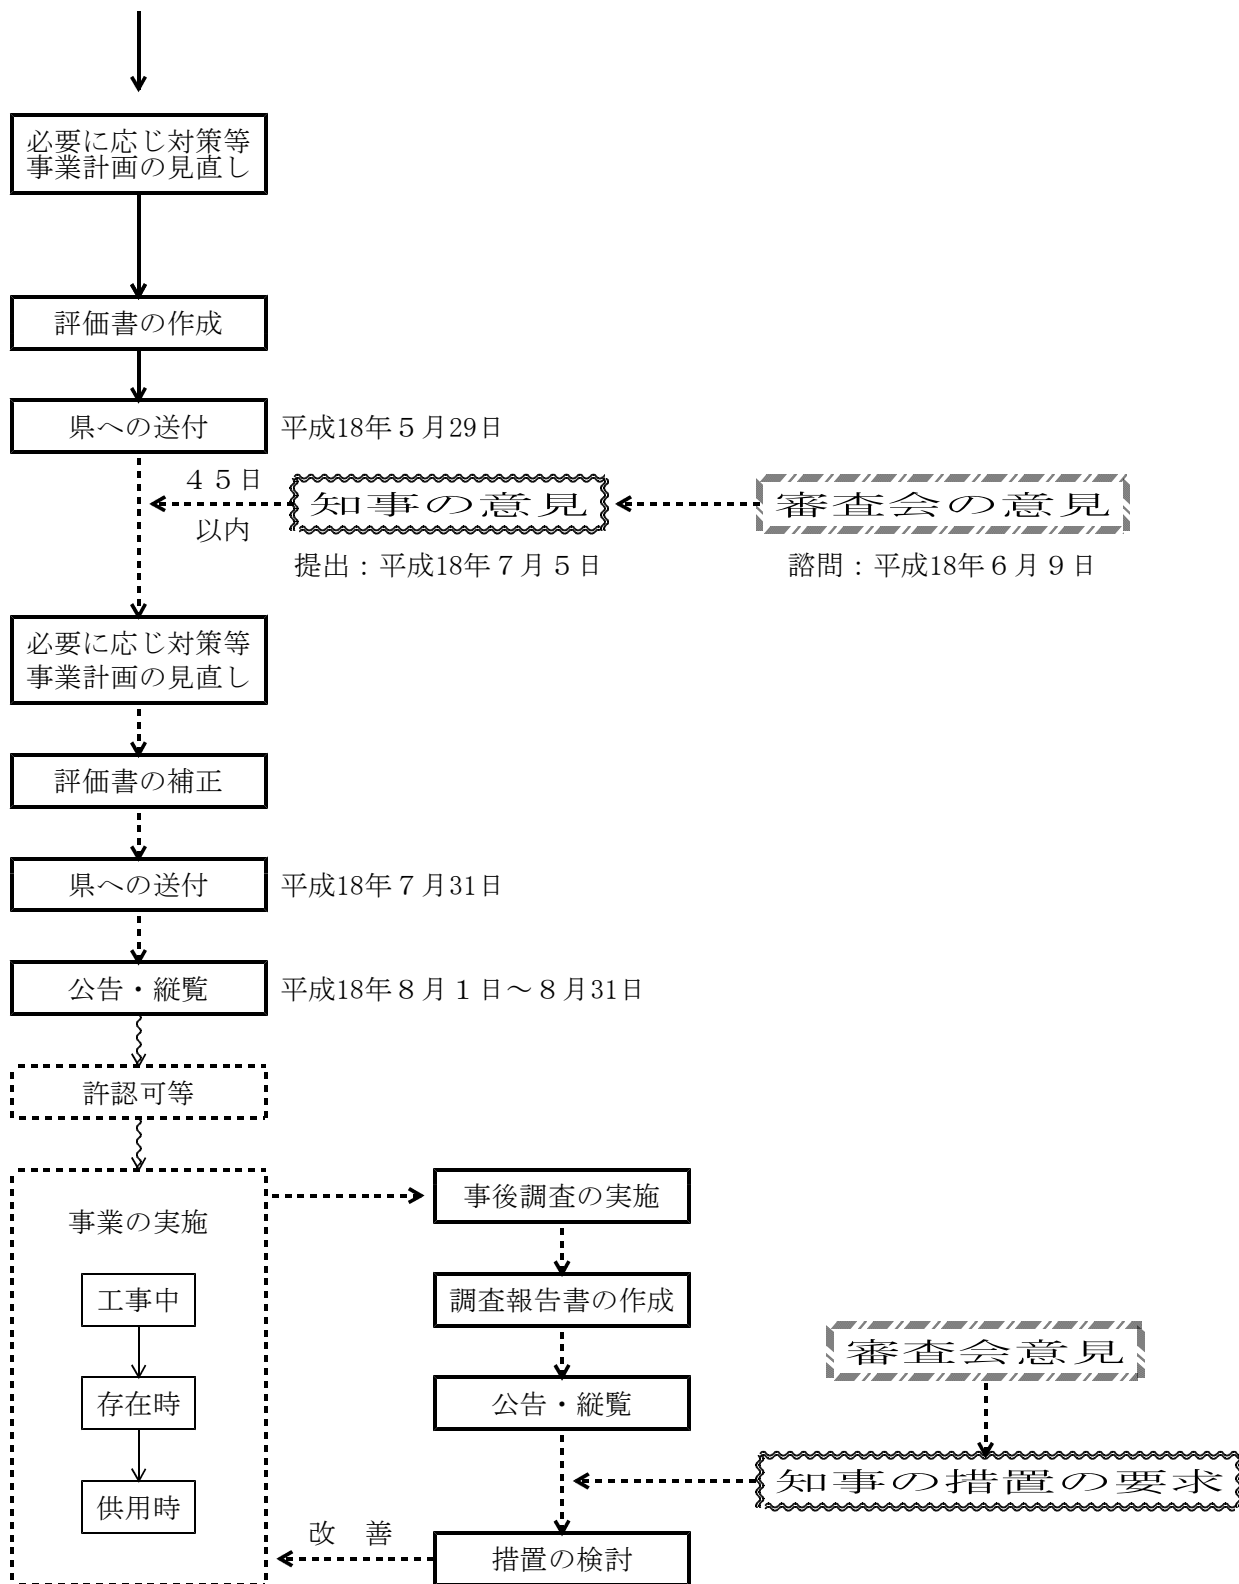 必要に応じ対策等
事業計画の見直し
評価書の作成
県への送付
平成18年５月29日
４５日
以内
知事の意見
審査会の意見
提出：平成18年７月５日
諮問：平成18年６月９日
必要に応じ対策等
事業計画の見直し
評価書の補正
県への送付
平成18年７月31日
公告・縦覧
平成18年８月１日～８月31日
許認可等
事業の実施
工事中
存在時
供用時
事後調査の実施
調査報告書の作成
公告・縦覧
審査会意見
知事の措置の要求
改　善
措置の検討